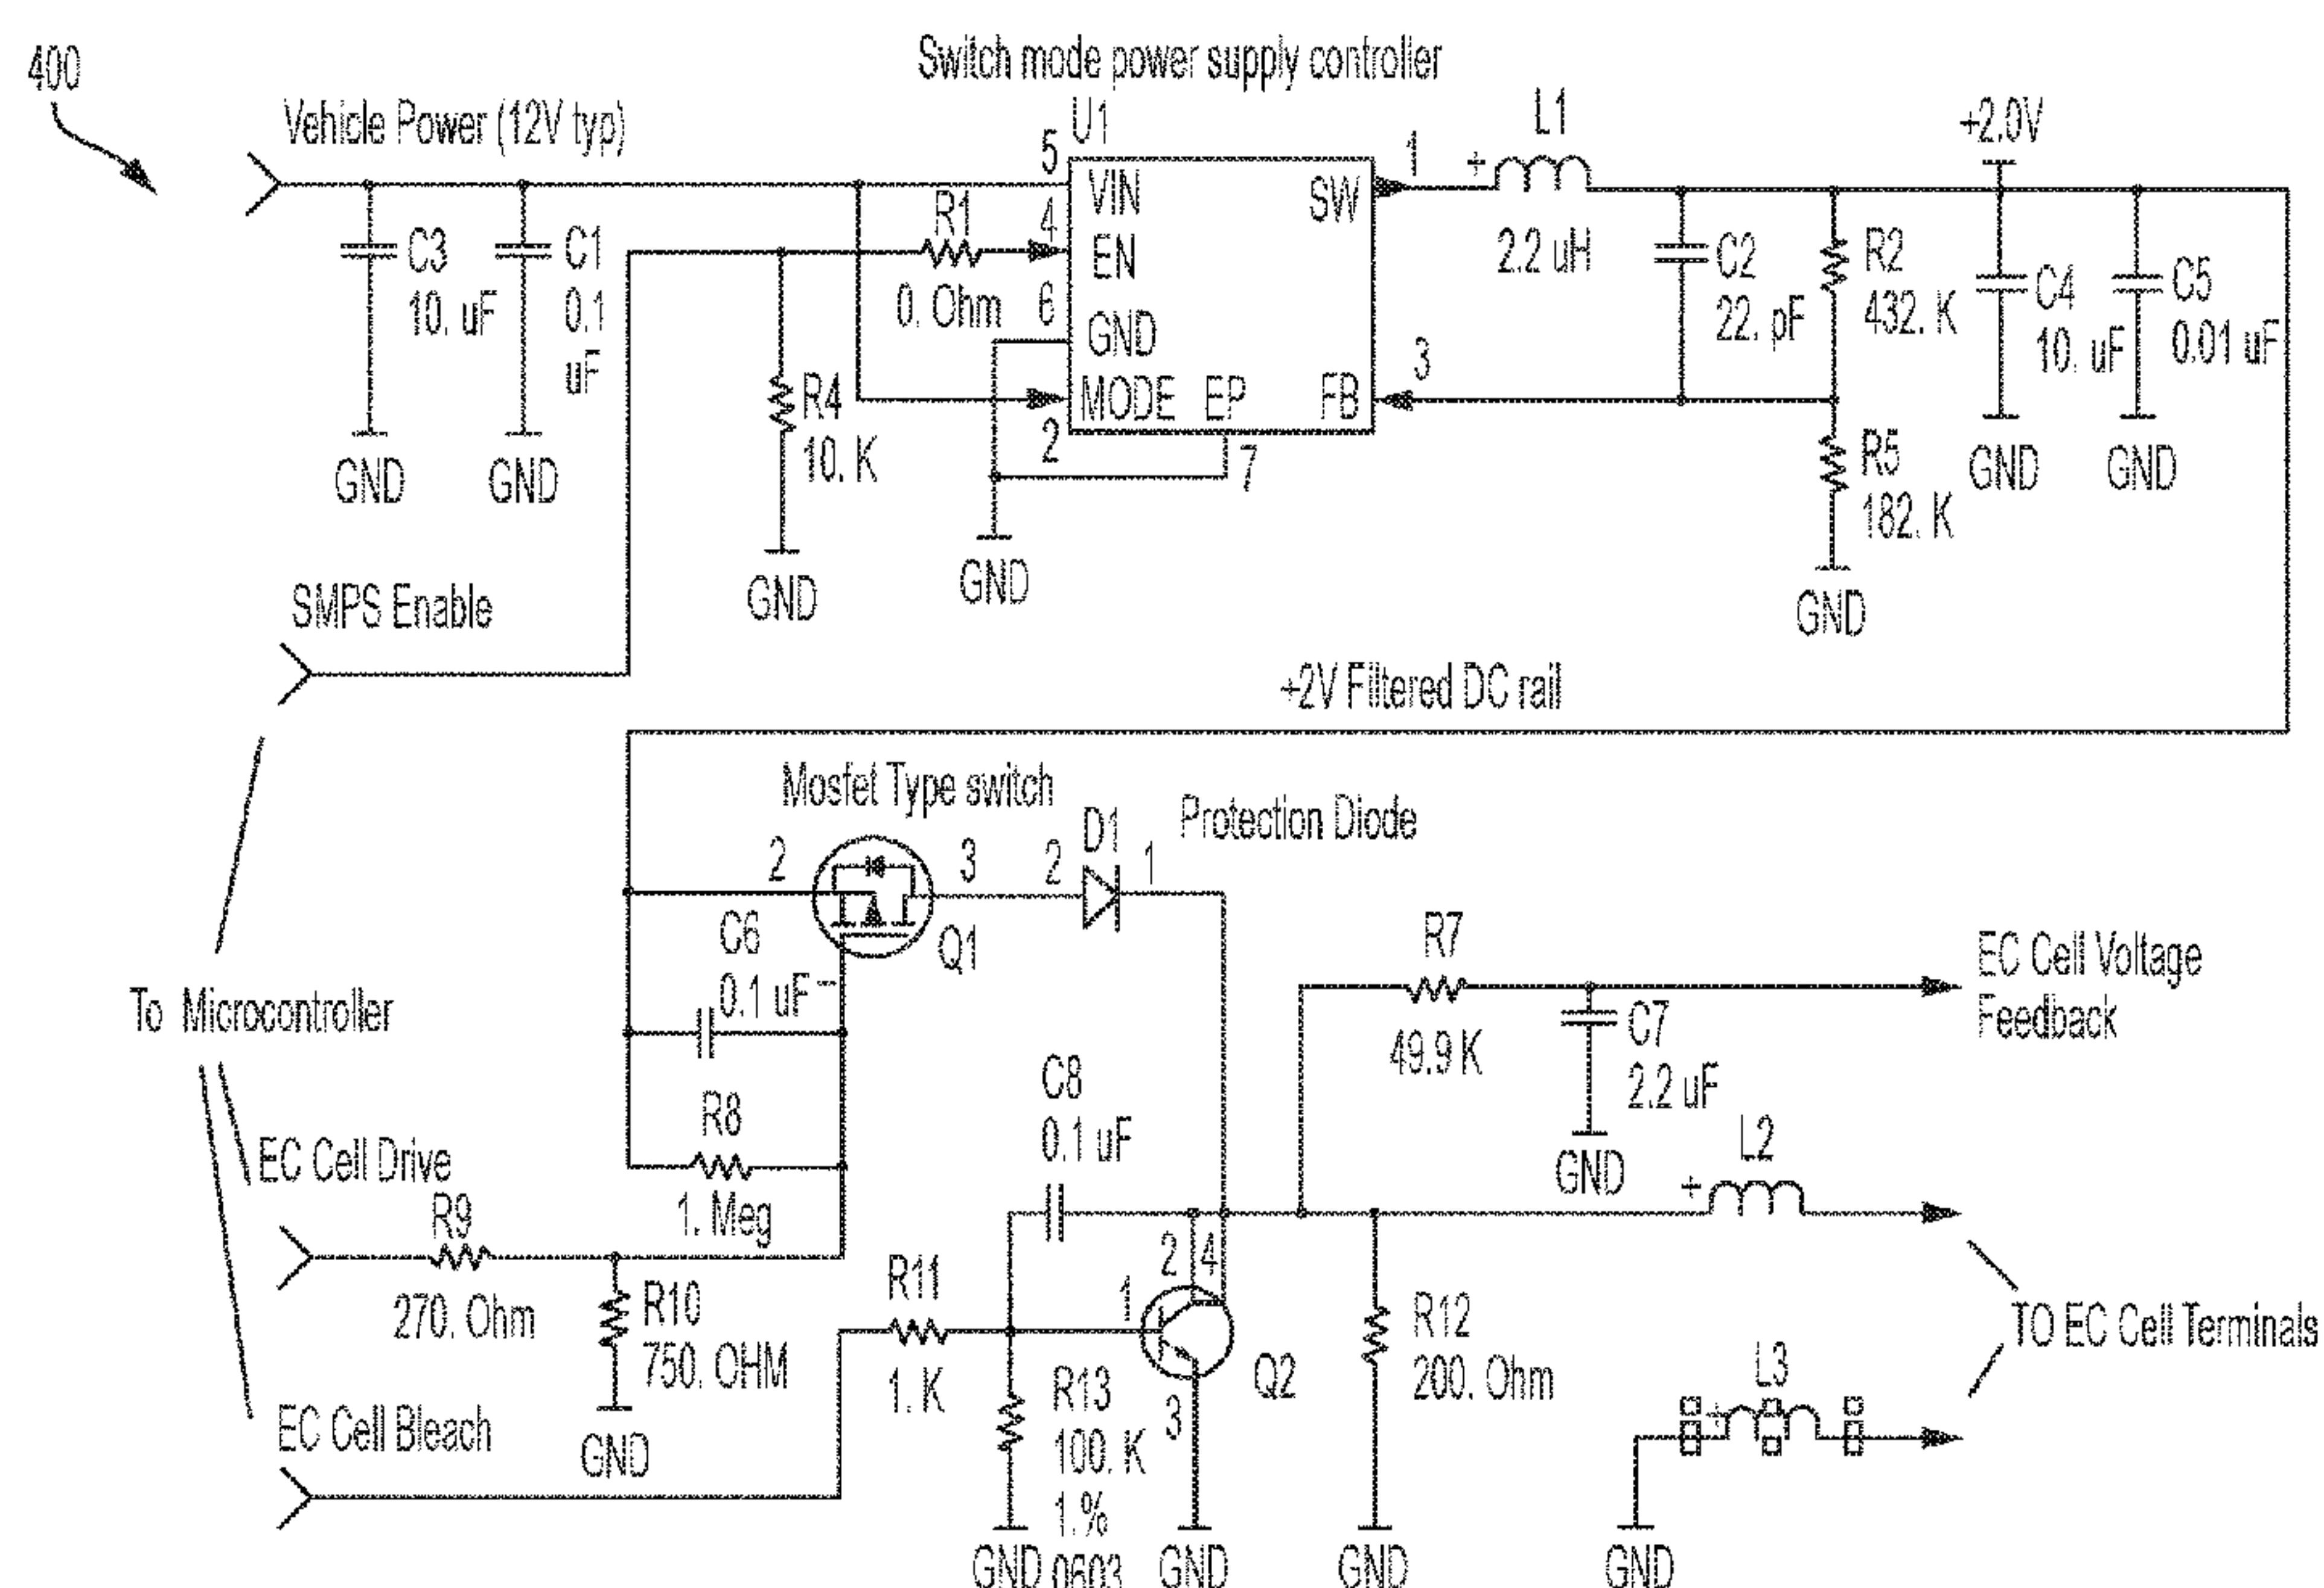 400
Switch mode power supply controller
Vehicle Power (12V typ)
U1
5
VIN
4
EN
6
GND
MODE
2
EP
7
SW
1
FB
3
L1
+
2.2 uH
+2.0V
C3
10. uF
GND
C1
0.1
uF
GND
R1
0. Ohm
R4
10. K
GND
GND
C2
22. pF
R2
432. K
R5
182. K
GND
C4
10. uF
GND
C5
0.01 uF
GND
SMPS Enable
+2V Filtered DC rail
Mosfet Type switch
2
3
Q1
2
D1
1
Protection Diode
C6
0.1 uF
To Microcontroller
R8
1. Meg
EC Cell Drive
R9
270. Ohm
R10
750. OHM
GND
EC Cell Bleach
R11
1. K
C8
0.1 uF
R13
100. K
1.%
0603
GND
2
4
1
3
Q2
GND
R7
49.9 K
C7
2.2 uF
GND
EC Cell Voltage
Feedback
R12
200. Ohm
GND
L2
+
TO EC Cell Terminals
L3
+
GND